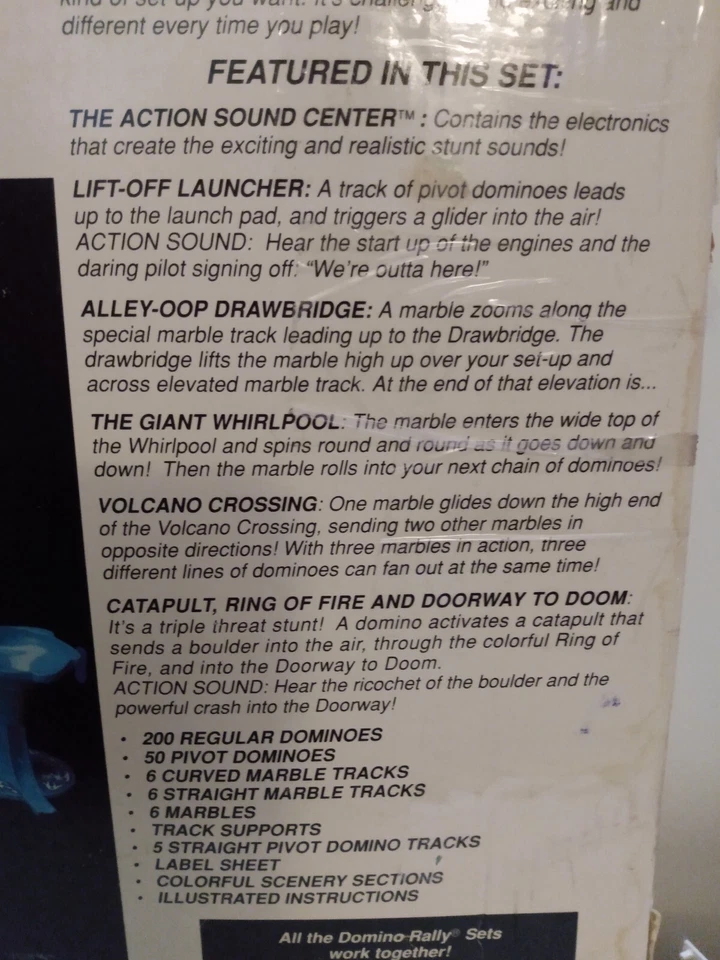 kind of set-up you want. It's and
different every time you play!
FEATURED IN THIS SET:
THE ACTION SOUND CENTER™ : Contains the electronics
that create the exciting and realistic stunt sounds!
LIFT-OFF LAUNCHER: A track of pivot dominoes leads
up to the launch pad, and triggers a glider into the air!
ACTION SOUND: Hear the start up of the engines and the
daring pilot signing off: “We're outta here!”
ALLEY-OOP DRAWBRIDGE: A marble zooms along the
special marble track leading up to the Drawbridge. The
drawbridge lifts the marble high up over your set-up and
across elevated marble track. At the end of that elevation is...
THE GIANT WHIRLPOOL: The marble enters the wide top of
the Whirlpool and spins round and round as it goes down and
down! Then the marble rolls into your next chain of dominoes!
VOLCANO CROSSING: One marble glides down the high end
of the Volcano Crossing, sending two other marbles in
opposite directions! With three marbles in action, three
different lines of dominoes can fan out at the same time!
CATAPULT, RING OF FIRE AND DOORWAY TO DOOM:
It's a triple threat stunt! A domino activates a catapult that
sends a boulder into the air, through the colorful Ring of
Fire, and into the Doorway to Doom.
ACTION SOUND: Hear the ricochet of the boulder and the
powerful crash into the Doorway!
• 200 REGULAR DOMINOES
• 50 PIVOT DOMINOES
• 6 CURVED MARBLE TRACKS
• 6 STRAIGHT MARBLE TRACKS
• 6 MARBLES
• TRACK SUPPORTS
• 5 STRAIGHT PIVOT DOMINO TRACKS
• LABEL SHEET
• COLORFUL SCENERY SECTIONS
• ILLUSTRATED INSTRUCTIONS
All the Domino Rally® Sets
work together!